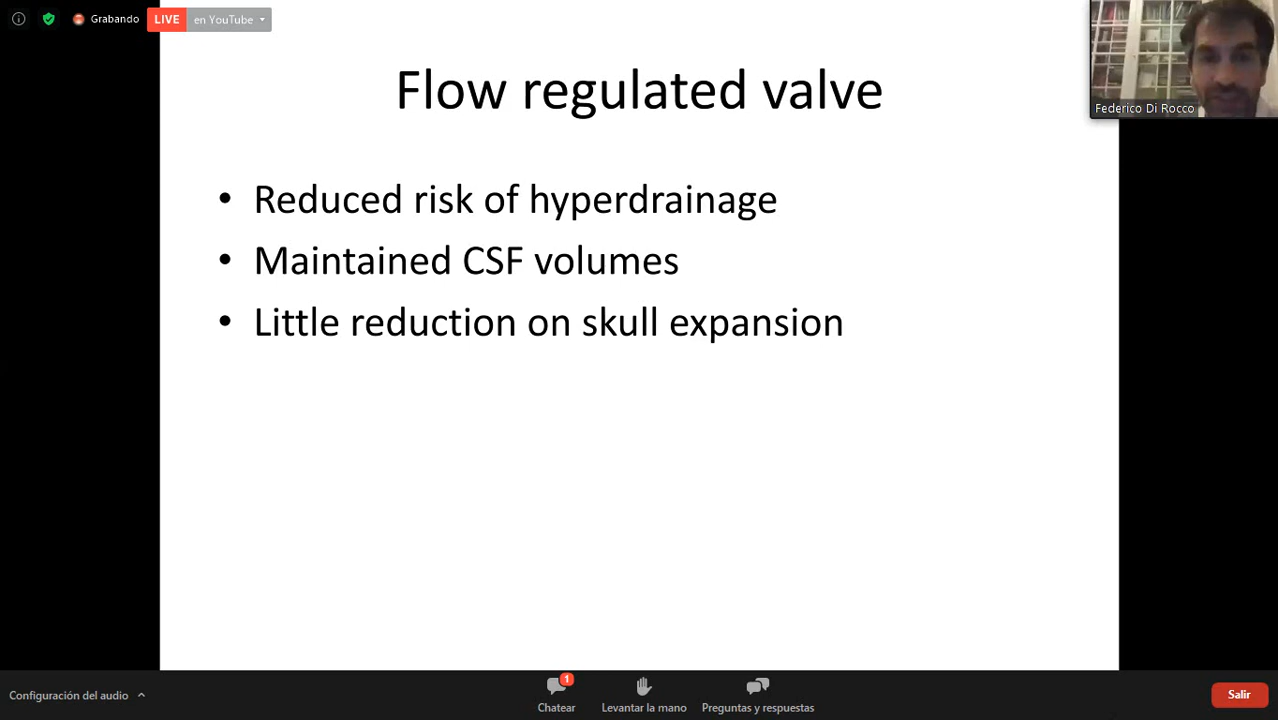 Grabando
LIVE
en YouTube
Federico Di Rocco
Flow regulated valve
• Reduced risk of hyperdrainage
• Maintained CSF volumes
• Little reduction on skull expansion
Configuración del audio
1
Chatear
Levantar la mano
Preguntas y respuestas
Salir